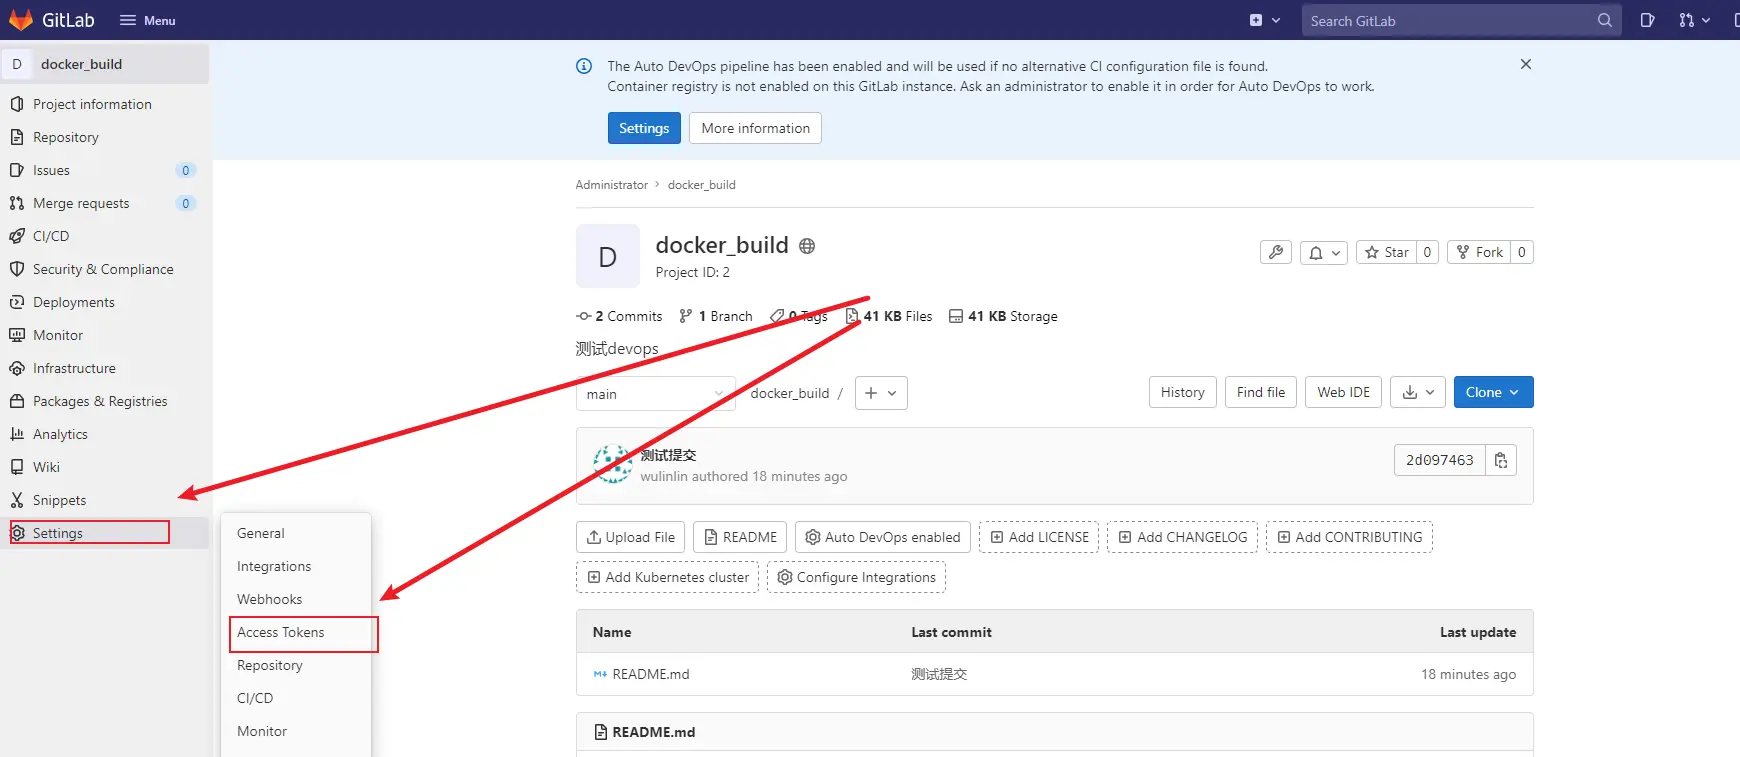 GitLab
Menu
Search GitLab
D docker_build
Project information
Repository
Issues 0
Merge requests 0
CI/CD
Security & Compliance
Deployments
Monitor
Infrastructure
Packages & Registries
Analytics
Wiki
Snippets
Settings
General
Integrations
Webhooks
Access Tokens
Repository
CI/CD
Monitor
The Auto DevOps pipeline has been enabled and will be used if no alternative CI configuration file is found.
Container registry is not enabled on this GitLab instance. Ask an administrator to enable it in order for Auto DevOps to work.
Settings More information
Administrator > docker_build
D
docker_build
Project ID: 2
Star 0 Fork 0
2 Commits 1 Branch 0 Tags 41 KB Files 41 KB Storage
测试devops
main docker_build / History Find file Web IDE Clone
测试提交
wulinlin authored 18 minutes ago
2d097463
Upload File README Auto DevOps enabled Add LICENSE Add CHANGELOG Add CONTRIBUTING
Add Kubernetes cluster Configure Integrations
Name Last commit Last update
README.md 测试提交 18 minutes ago
README.md